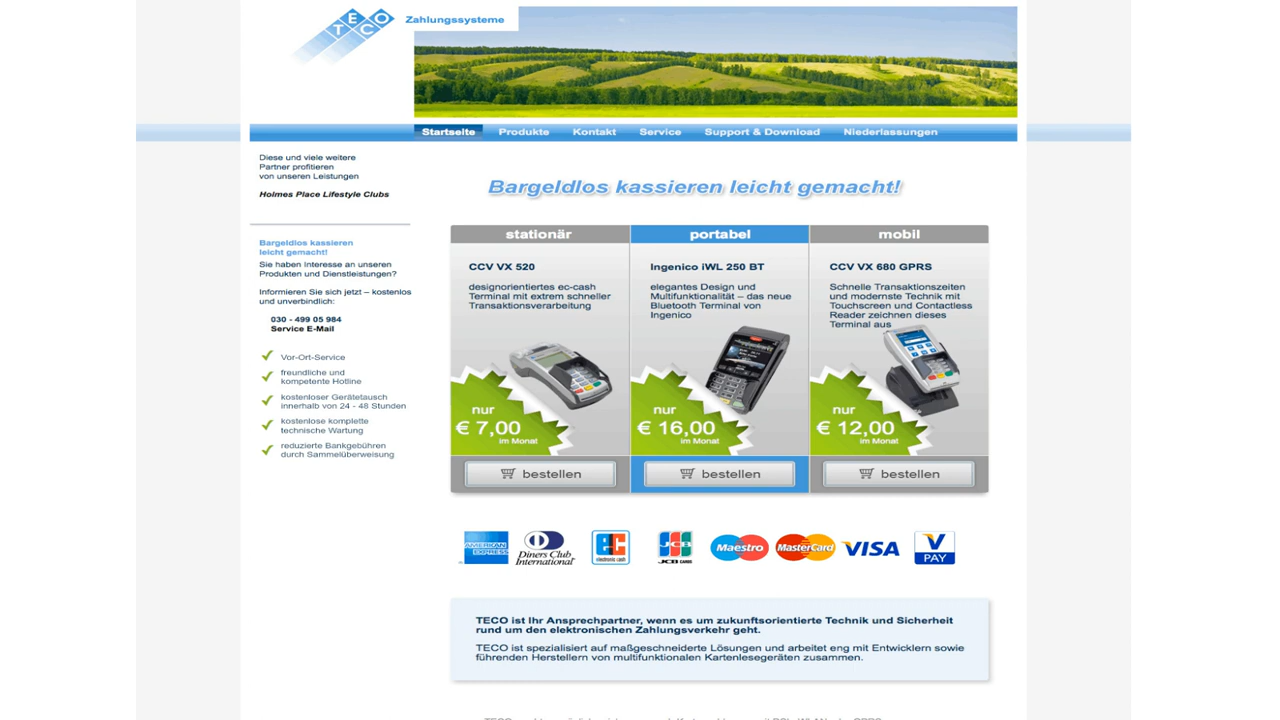 TECO
Zahlungssysteme
Startseite Produkte Kontakt Service Support & Download Niederlassungen
Diese und viele weitere
Partner profitieren
von unseren Leistungen
Holmes Place Lifestyle Clubs
Bargeldlos kassieren
leicht gemacht!
Sie haben Interesse an unseren
Produkten und Dienstleistungen?
Informieren Sie sich jetzt – kostenlos
und unverbindlich:
030 - 499 05 984
Service E-Mail
Vor-Ort-Service
freundliche und
kompetente Hotline
kostenloser Gerätetausch
innerhalb von 24 - 48 Stunden
kostenlose komplette
technische Wartung
reduzierte Bankgebühren
durch Sammelüberweisung
Bargeldlos kassieren leicht gemacht!
stationär
CCV VX 520
designorientiertes ec-cash
Terminal mit extrem schneller
Transaktionsverarbeitung
nur
€ 7,00
im Monat
bestellen
portabel
Ingenico iWL 250 BT
elegantes Design und
Multifunktionalität – das neue
Bluetooth Terminal von
Ingenico
nur
€ 16,00
im Monat
bestellen
mobil
CCV VX 680 GPRS
Schnelle Transaktionszeiten
und modernste Technik mit
Touchscreen und Contactless
Reader zeichnen dieses
Terminal aus
nur
€ 12,00
im Monat
bestellen
AMERICAN
EXPRESS
Diners Club
International
ec
electronic cash
JCB
JCB CARDS
Maestro
MasterCard
VISA
V
PAY
TECO ist Ihr Ansprechpartner, wenn es um zukunftsorientierte Technik und Sicherheit
rund um den elektronischen Zahlungsverkehr geht.
TECO ist spezialisiert auf maßgeschneiderte Lösungen und arbeitet eng mit Entwicklern sowie
führenden Herstellern von multifunktionalen Kartenlesegeräten zusammen.